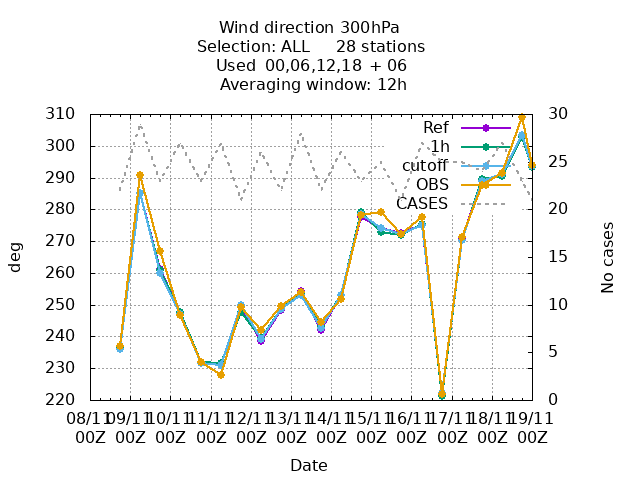 Wind direction 300hPa
Selection: ALL 28 stations
Used 00,06,12,18 + 06
Averaging window: 12h
310
300
290
280
270
260
250
240
230
220
deg
30
25
20
15
10
5
0
No cases
Ref
1h
cutoff
OBS
CASES
08/11 09/11 10/11 11/11 12/11 13/11 14/11 15/11 16/11 17/11 18/11 19/11
00Z 00Z 00Z 00Z 00Z 00Z 00Z 00Z 00Z 00Z 00Z 00Z
Date